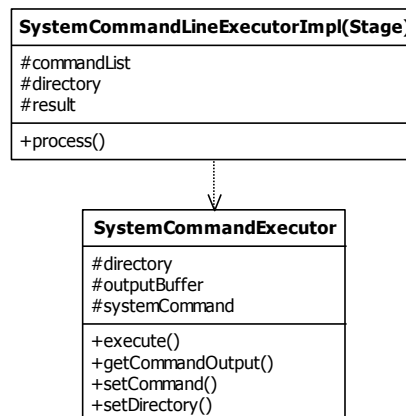 SystemCommandLineExecutorImpl(Stage)
#commandList
#directory
#result
+process()
SystemCommandExecutor
#directory
#outputBuffer
#systemCommand
+execute()
+getCommandOutput()
+setCommand()
+setDirectory()